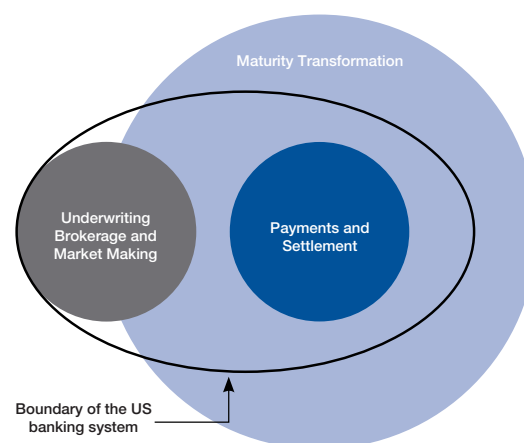 Maturity Transformation
Underwriting
Brokerage and
Market Making
Payments and
Settlement
Boundary of the US
banking system